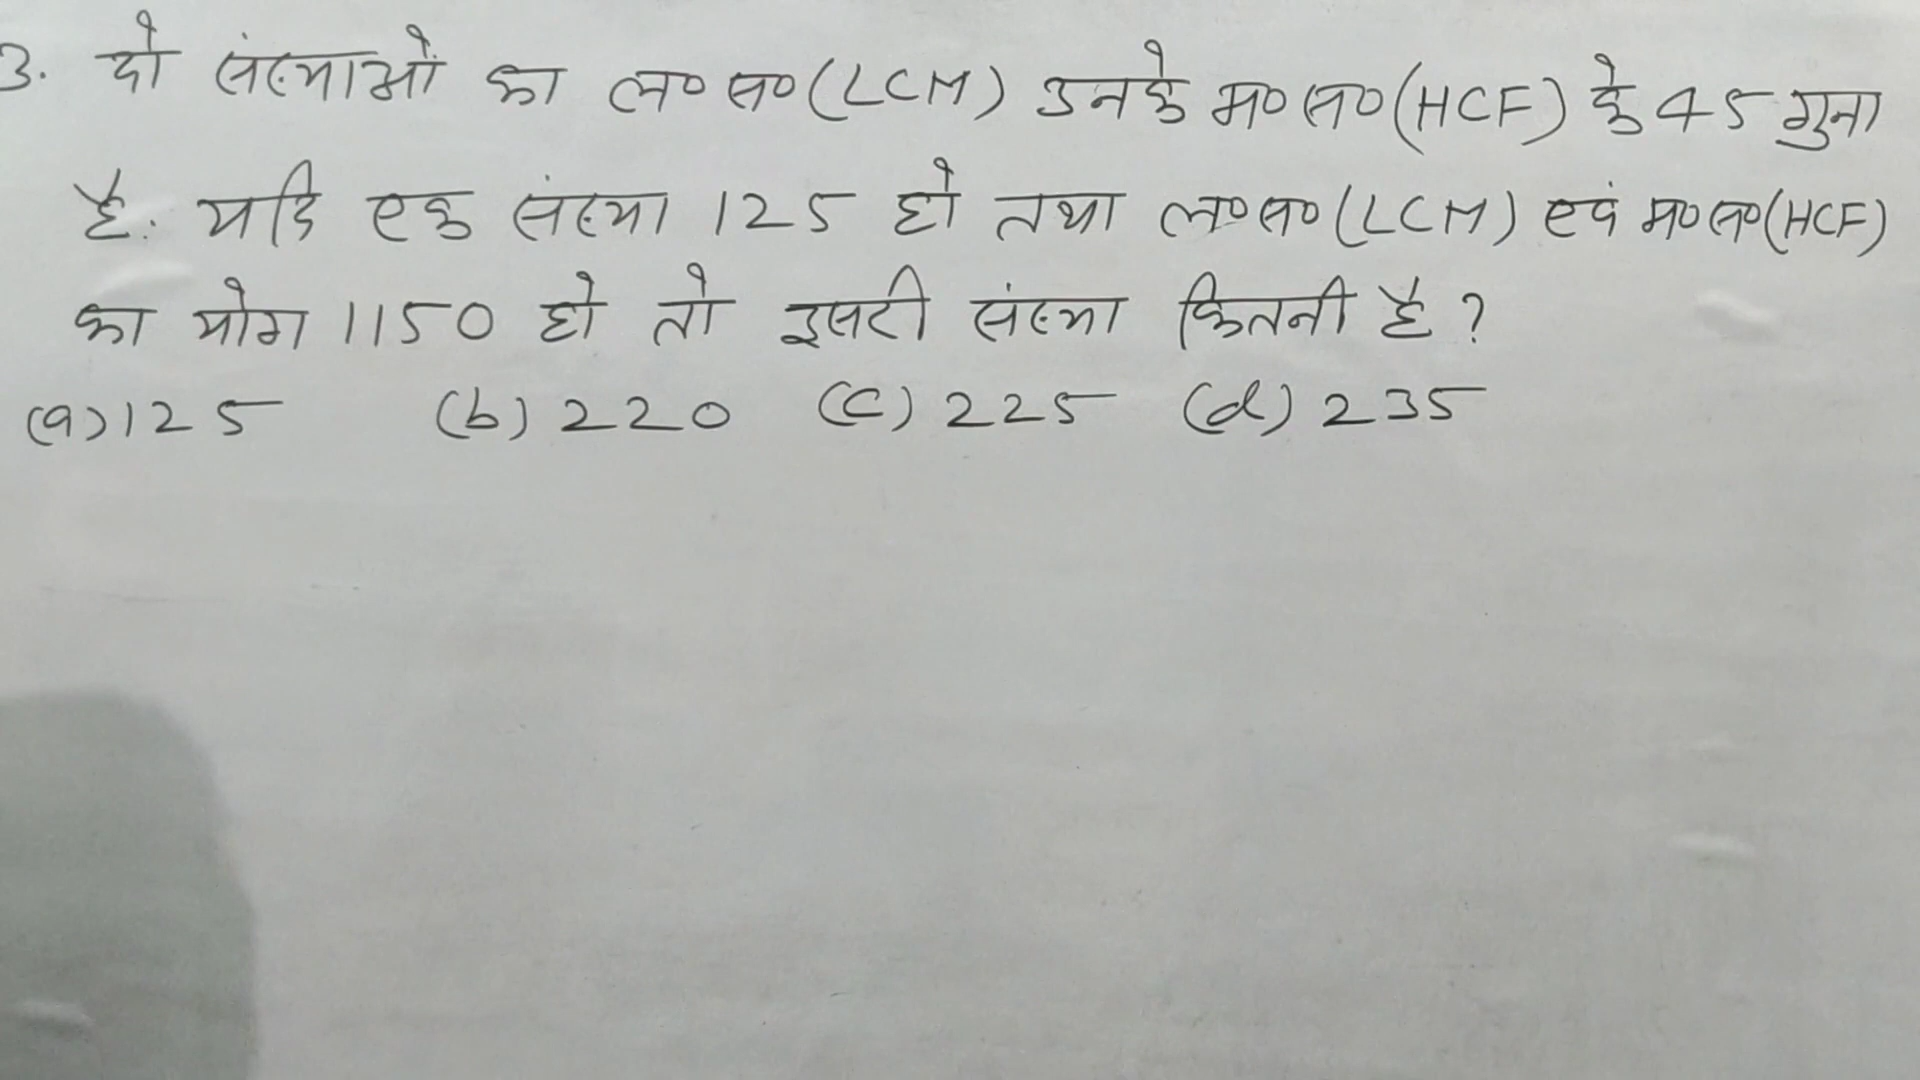 3. दो संख्याओं का ल० स० (LCM) उनके म० स० (HCF) के 45 गुना
है. यदि एक संख्या 125 हो तथा ल० स० (LCM) एवं म० स० (HCF)
का योग 1150 हो तो दूसरी संख्या कितनी है?
(a) 125 (b) 220 (c) 225 (d) 235